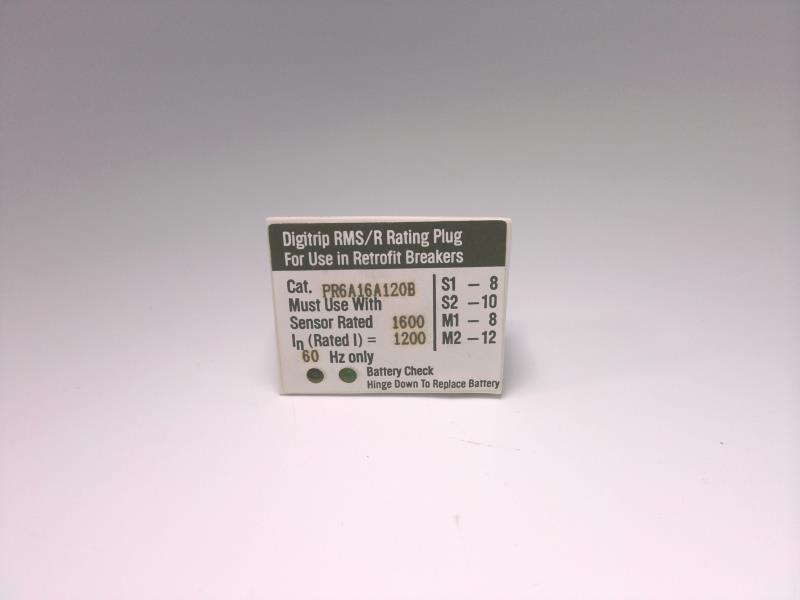 Digitrip RMS/R Rating Plug
For Use in Retrofit Breakers
Cat. PR6A16A120B
Must Use With
Sensor Rated 1600
In (Rated I) = 1200
60 Hz only
S1 – 8
S2 –10
M1 – 8
M2 –12
Battery Check
Hinge Down To Replace Battery